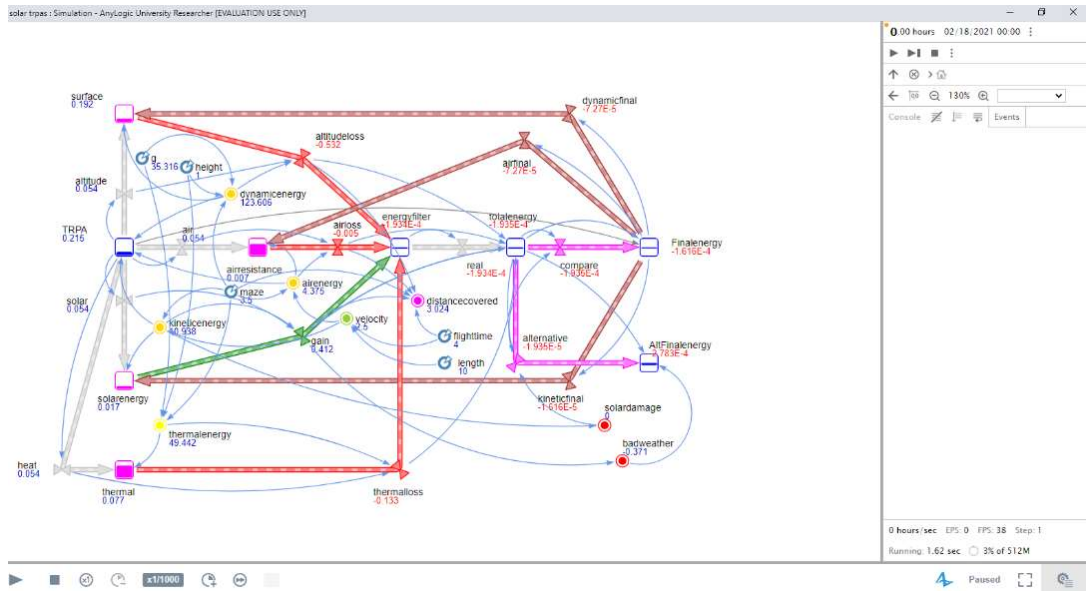 solar trpas : Simulation - AnyLogic University Researcher [EVALUATION USE ONLY]
0.00 hours 02/18/2021 00:00
130%
Console Events
surface
0.192
dynamicfinal
-7.27E-5
altitudeloss
-0.532
airfinal
-7.27E-5
g
35.316
height
1
altitude
0.054
dynamicenergy
123.606
TRPA
0.215
air
0.054
airloss
-0.005
energyfilter
-1.934E-4
totalenergy
-1.935E-4
Finalenergy
-1.616E-4
real
-1.934E-4
compare
-1.936E-4
airresistance
0.007
airenergy
4.375
maze
3.5
solar
0.054
distancecovered
3.024
kineticenergy
10.938
velocity
2.5
gain
0.412
flighttime
4
alternative
-1.935E-5
AltFinalenergy
-2.783E-4
length
10
solarenergy
0.017
kineticfinal
-1.616E-5
solardamage
0
thermalenergy
49.442
badweather
-0.371
heat
0.054
thermal
0.077
thermalloss
-0.133
0 hours/sec EPS: 0 FPS: 38 Step: 1
Running: 1.62 sec 3% of 512M
x1
x1/1000
Paused